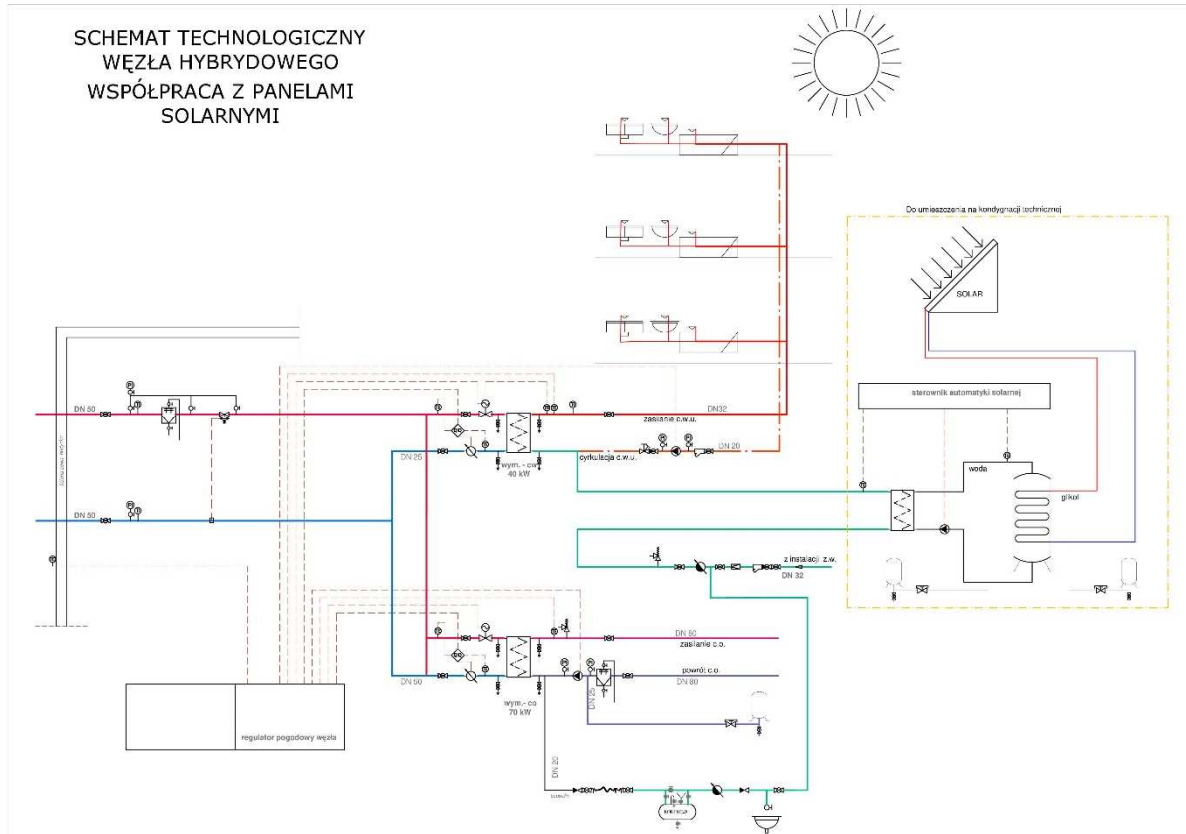 SCHEMAT TECHNOLOGICZNY
WĘZŁA HYBRYDOWEGO
WSPÓŁPRACA Z PANELAMI
SOLARNYMI
Do umieszczenia na kondygnacji technicznej
SOLAR
sterownik automatyki solarnej
DN 50
DN32
zasilanie c.w.u.
DN 25
cyrkulacja c.w.u.
DN 20
wym. - cw
40 kW
woda
glikol
DN 50
z instalacji z.w.
DN 32
DN 80
zasilanie c.o.
powrót c.o.
DN 80
DN 50
wym.- co
70 kW
DN 25
regulator pogodowy węzła
DN 20